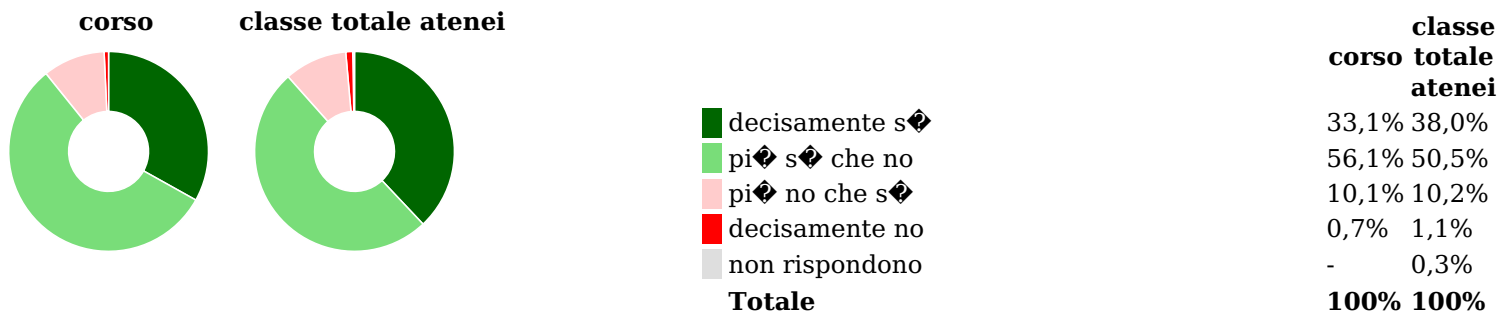 corso
classe totale atenei
corso classe totale atenei
decisamente s� 33,1% 38,0%
pi� s� che no 56,1% 50,5%
pi� no che s� 10,1% 10,2%
decisamente no 0,7% 1,1%
non rispondono - 0,3%
Totale 100% 100%